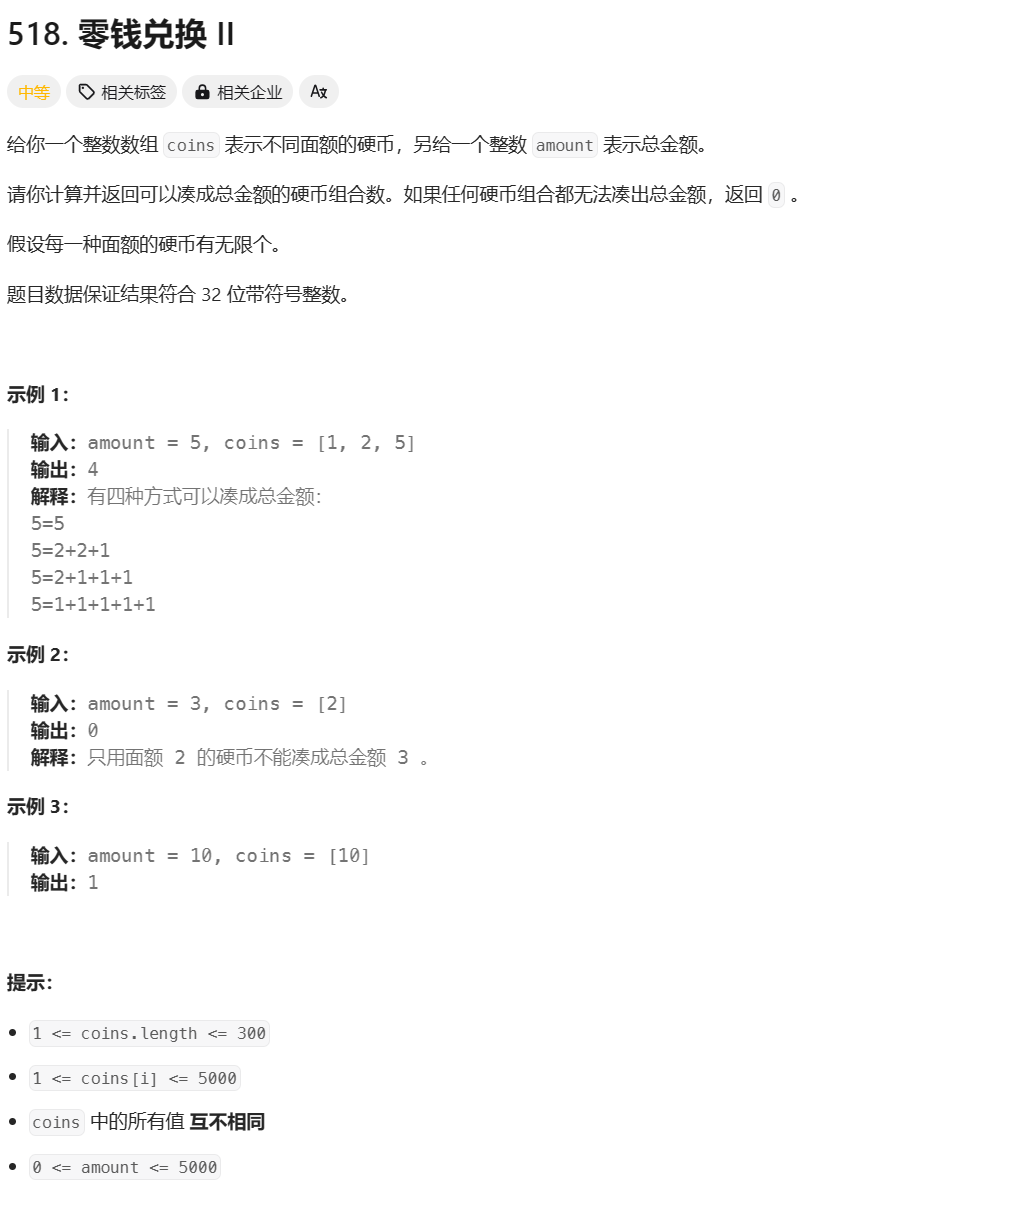 518. 零钱兑换 II
中等 相关标签 相关企业
给你一个整数数组 coins 表示不同面额的硬币，另给一个整数 amount 表示总金额。
请你计算并返回可以凑成总金额的硬币组合数。如果任何硬币组合都无法凑出总金额，返回 0 。
假设每一种面额的硬币有无限个。
题目数据保证结果符合 32 位带符号整数。
示例 1：
输入：amount = 5, coins = [1, 2, 5]
输出：4
解释：有四种方式可以凑成总金额：
5=5
5=2+2+1
5=2+1+1+1
5=1+1+1+1+1
示例 2：
输入：amount = 3, coins = [2]
输出：0
解释：只用面额 2 的硬币不能凑成总金额 3 。
示例 3：
输入：amount = 10, coins = [10]
输出：1
提示：
1 <= coins.length <= 300
1 <= coins[i] <= 5000
coins 中的所有值 互不相同
0 <= amount <= 5000